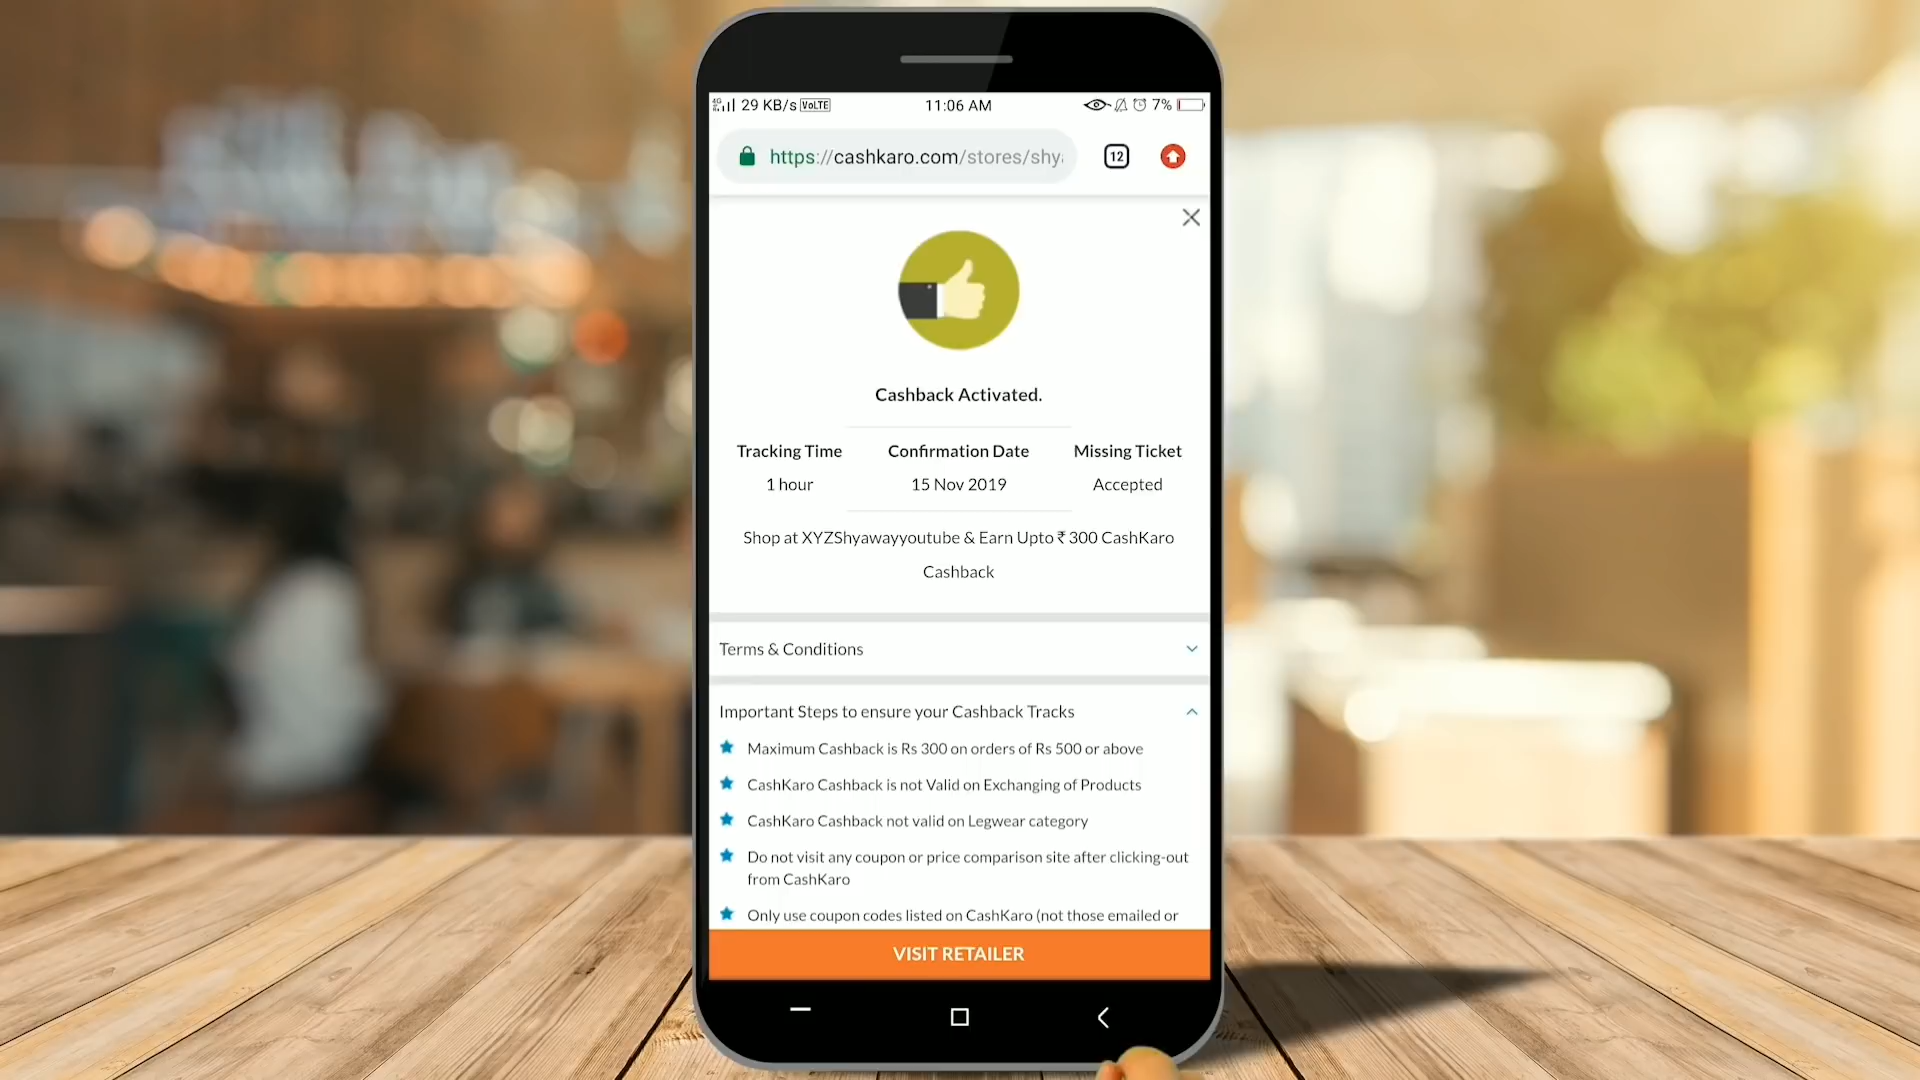 4G 29 KB/s VoLTE 11:06 AM 7%
https://cashkaro.com/stores/shy
12
Cashback Activated.
Tracking Time Confirmation Date Missing Ticket
1 hour 15 Nov 2019 Accepted
Shop at XYZShyawayyoutube & Earn Upto ₹ 300 CashKaro
Cashback
Terms & Conditions
Important Steps to ensure your Cashback Tracks
Maximum Cashback is Rs 300 on orders of Rs 500 or above
CashKaro Cashback is not Valid on Exchanging of Products
CashKaro Cashback not valid on Legwear category
Do not visit any coupon or price comparison site after clicking-out
from CashKaro
Only use coupon codes listed on CashKaro (not those emailed or
VISIT RETAILER